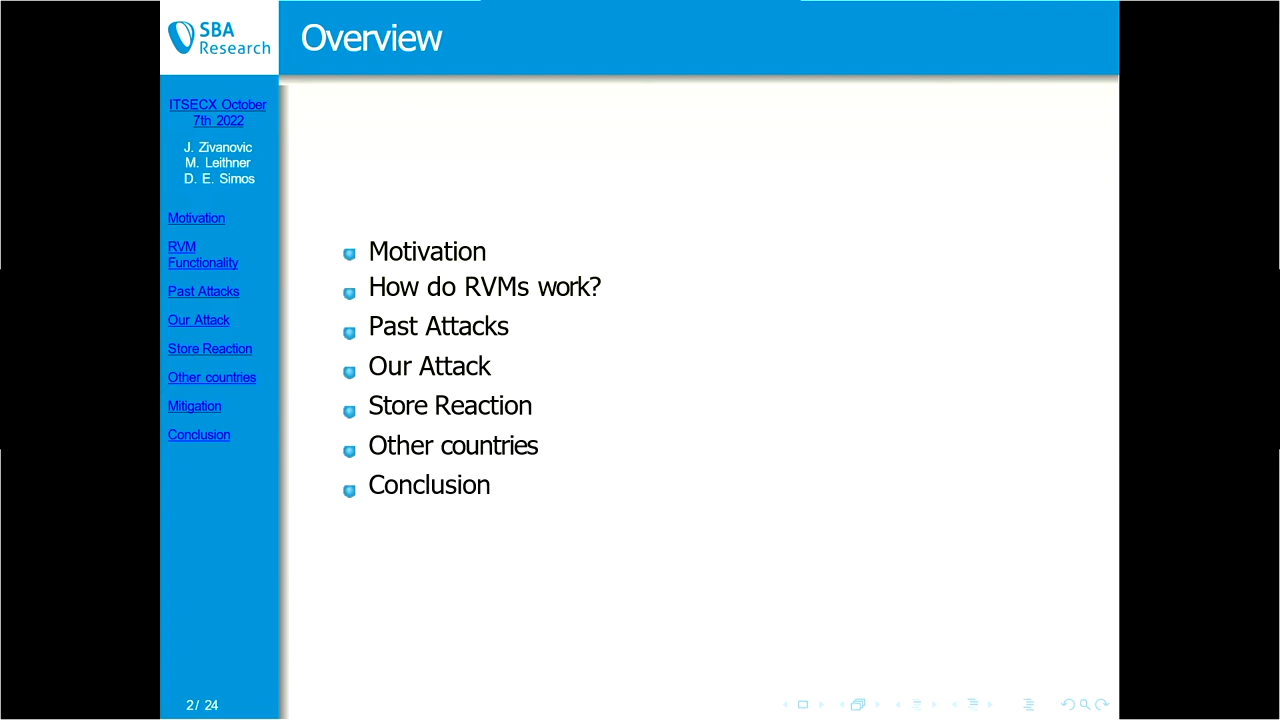 SBA
Research
Overview
ITSECX October
7th 2022
J. Zivanovic
M. Leithner
D. E. Simos
Motivation
RVM
Functionality
Past Attacks
Our Attack
Store Reaction
Other countries
Mitigation
Conclusion
Motivation
How do RVMs work?
Past Attacks
Our Attack
Store Reaction
Other countries
Conclusion
2/ 24